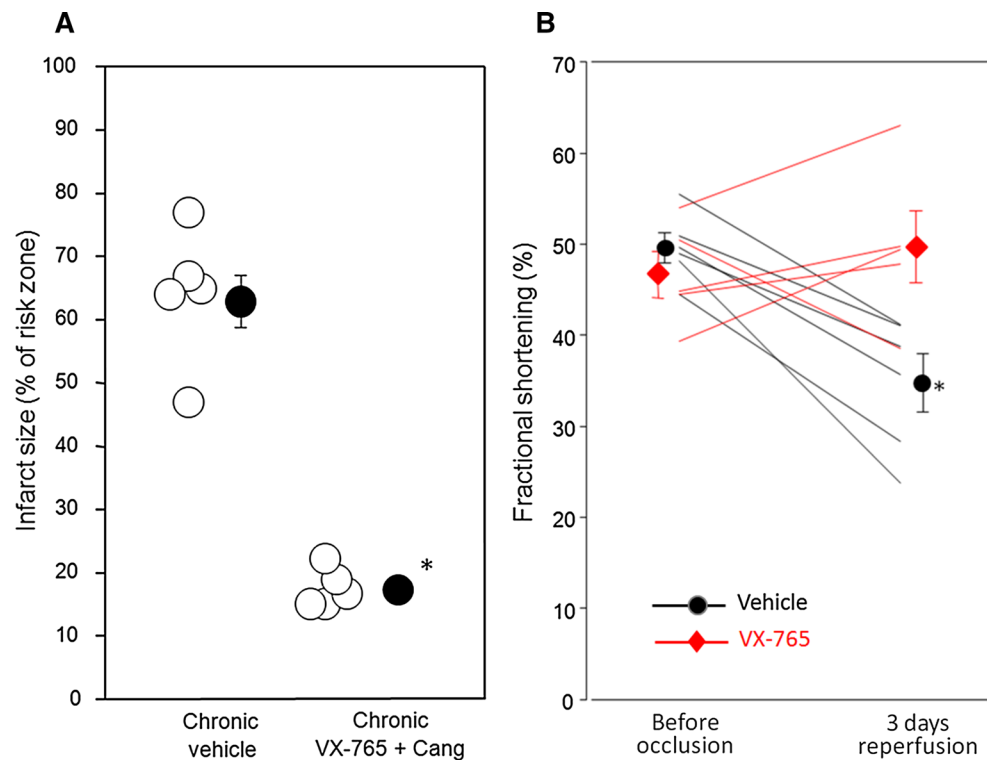 A
Infarct size (% of risk zone)
100
90
80
70
60
50
40
30
20
10
0
*
Chronic
vehicle
Chronic
VX-765 + Cang
B
Fractional shortening (%)
70
60
50
40
30
20
10
0
*
Vehicle
VX-765
Before
occlusion
3 days
reperfusion